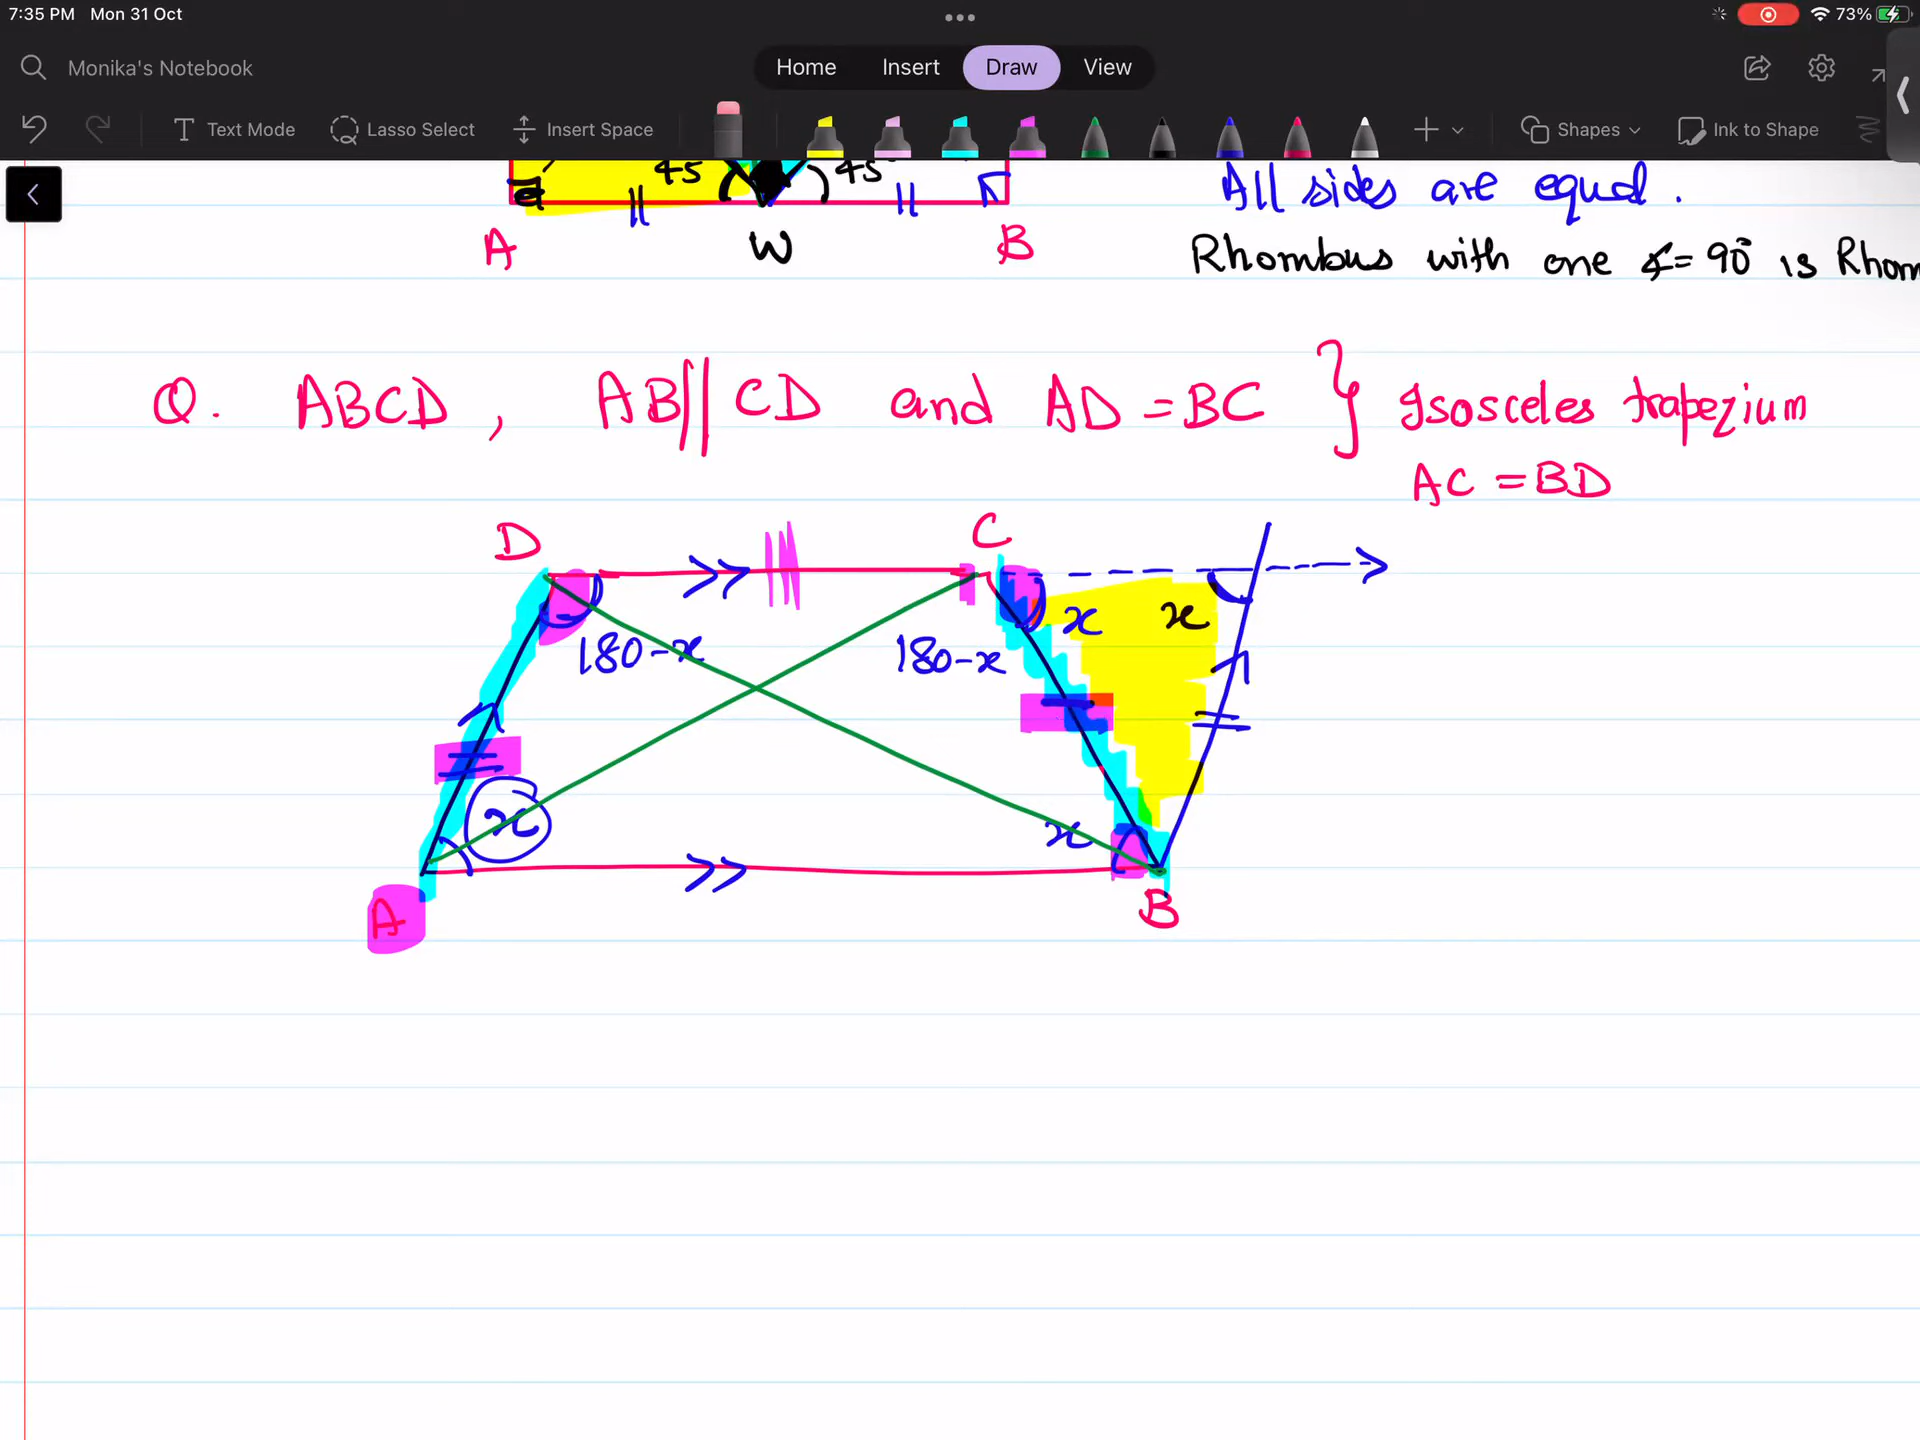 7:35 PM Mon 31 Oct
73%
Monika's Notebook
Home Insert Draw View
Text Mode Lasso Select Insert Space Shapes Ink to Shape
45 45
A W B
All sides are equal.
Rhombus with one ∡=90° is Rhom
Q. ABCD, AB||CD and AD=BC } Isosceles trapezium
AC=BD
D C
x x
180-x 180-x
x x
A B